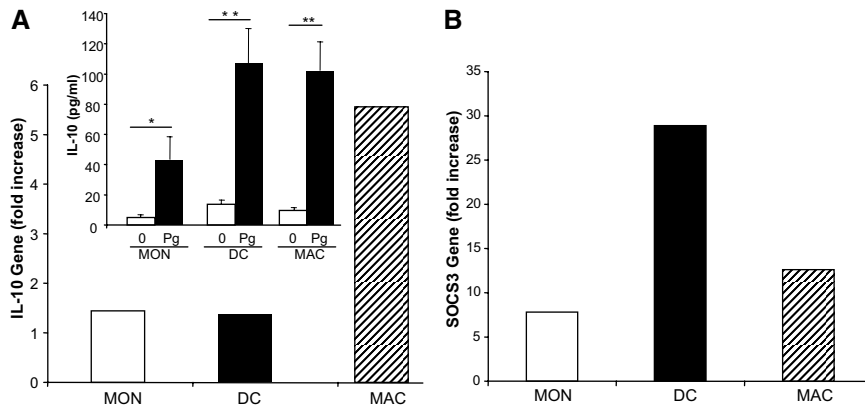 A
IL-10 Gene (fold increase)
6
5
4
3
2
1
0
MON
DC
MAC
IL-10 (pg/ml)
140
120
100
80
60
40
20
0
*
* *
**
0 Pg
MON
0 Pg
DC
0 Pg
MAC
B
SOCS3 Gene (fold increase)
35
30
25
20
15
10
5
0
MON
DC
MAC